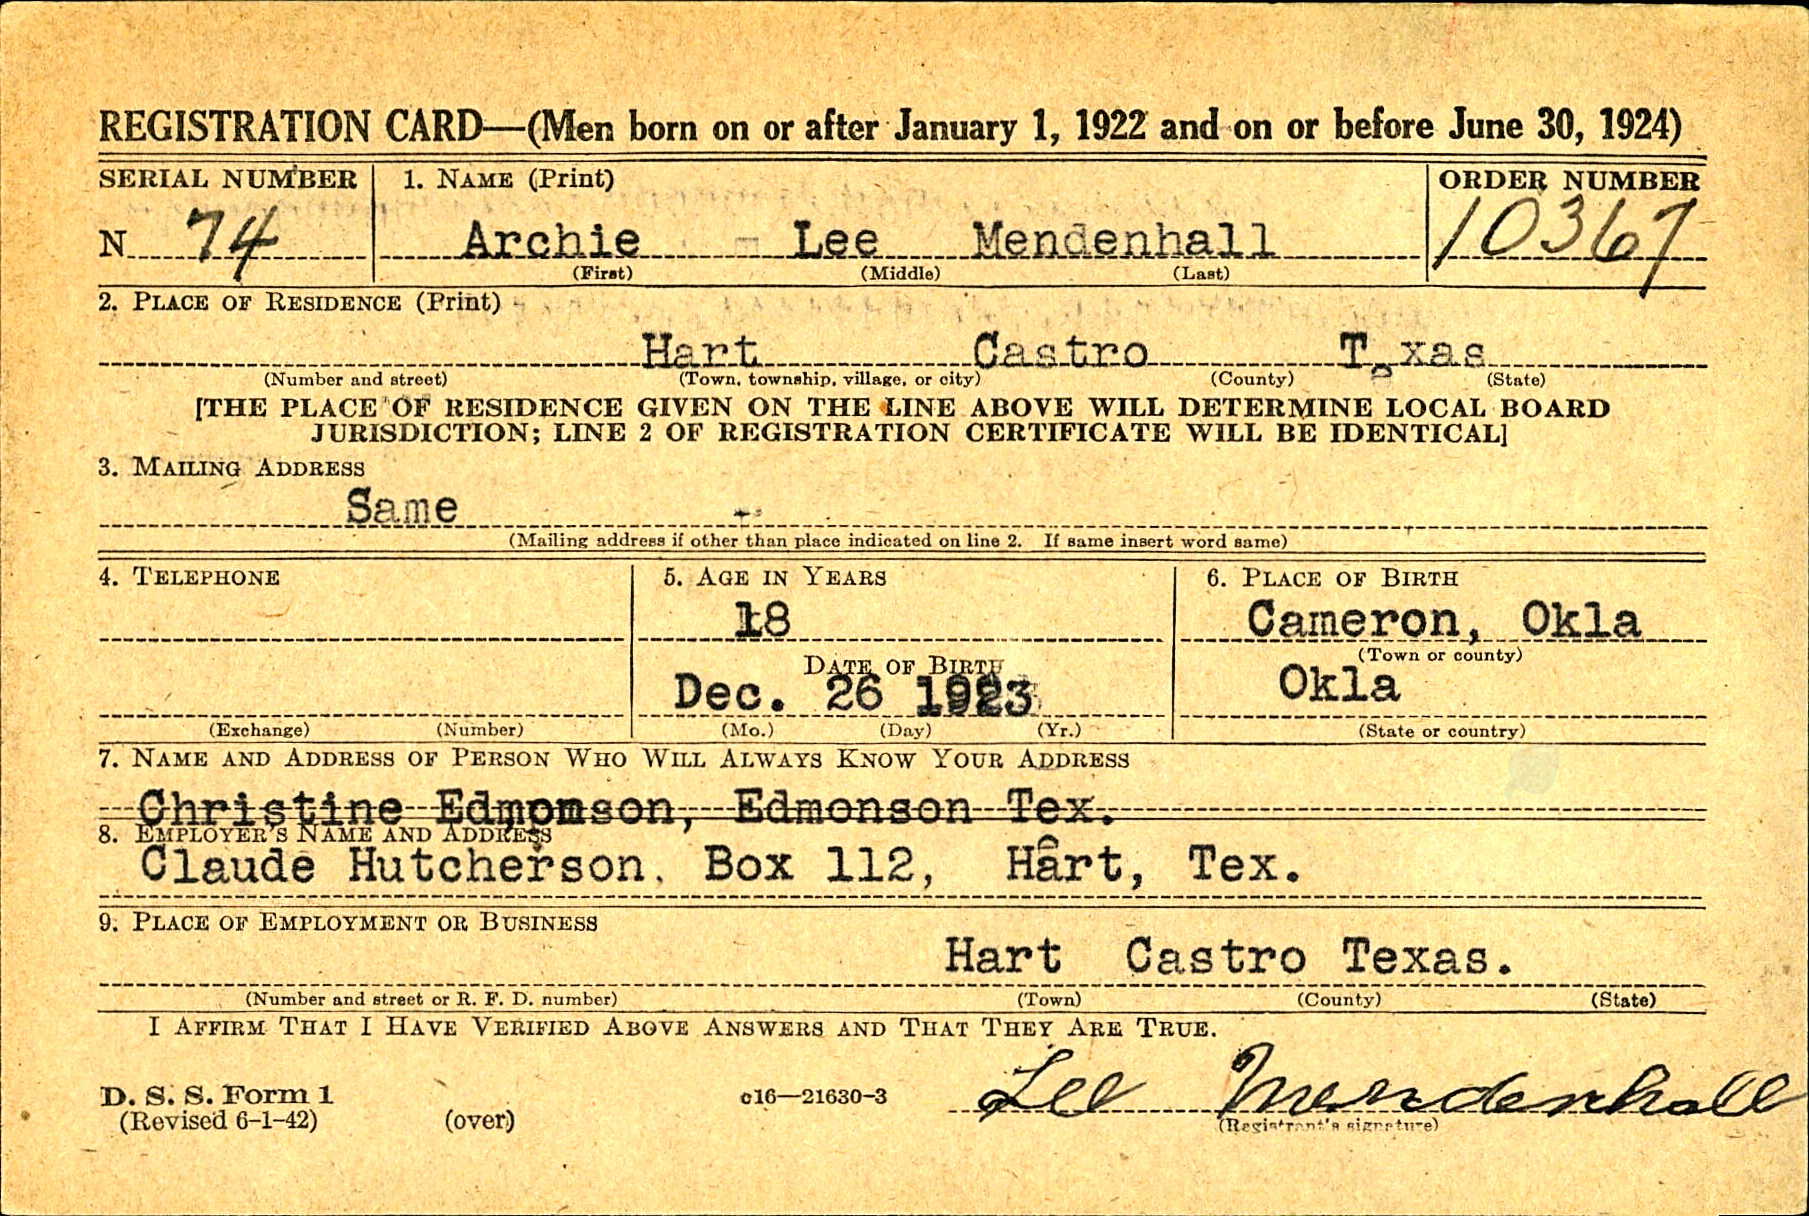 REGISTRATION CARD—(Men born on or after January 1, 1922 and on or before June 30, 1924)
SERIAL NUMBER 1. NAME (Print) ORDER NUMBER
N 74 Archie Lee Mendenhall 10367
(First) (Middle) (Last)
2. PLACE OF RESIDENCE (Print)
Hart Castro Texas
(Number and street) (Town, township, village, or city) (County) (State)
[THE PLACE OF RESIDENCE GIVEN ON THE LINE ABOVE WILL DETERMINE LOCAL BOARD
JURISDICTION; LINE 2 OF REGISTRATION CERTIFICATE WILL BE IDENTICAL]
3. MAILING ADDRESS
Same
(Mailing address if other than place indicated on line 2. If same insert word same)
4. TELEPHONE 5. AGE IN YEARS 6. PLACE OF BIRTH
18 Cameron, Okla
(Town or county)
DATE OF BIRTH
Dec. 26 1923 Okla
(Exchange) (Number) (Mo.) (Day) (Yr.) (State or country)
7. NAME AND ADDRESS OF PERSON WHO WILL ALWAYS KNOW YOUR ADDRESS
Christine Edmomson, Edmonson Tex.
8. EMPLOYER'S NAME AND ADDRESS
Claude Hutcherson, Box 112, Hart, Tex.
9. PLACE OF EMPLOYMENT OR BUSINESS
Hart Castro Texas.
(Number and street or R. F. D. number) (Town) (County) (State)
I AFFIRM THAT I HAVE VERIFIED ABOVE ANSWERS AND THAT THEY ARE TRUE.
D. S. S. Form 1 c16—21630-3 Lee Mendenhall
(Revised 6-1-42) (over) (Registrant's signature)